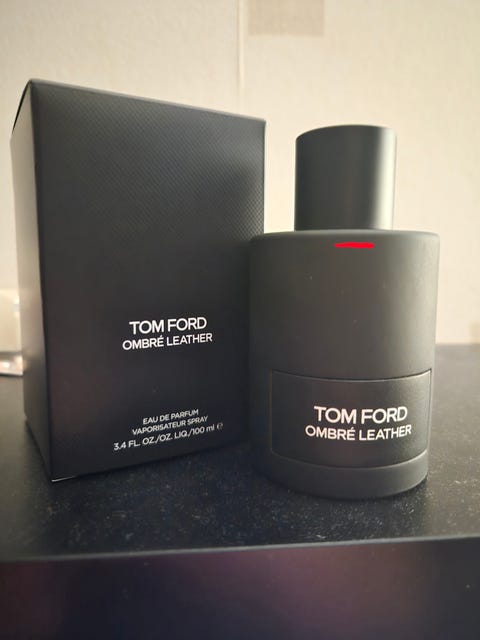 TOM FORD
OMBRÉ LEATHER
EAU DE PARFUM
VAPORISATEUR SPRAY
3.4 FL. OZ./OZ. LIQ./100 ml ℮
TOM FORD
OMBRÉ LEATHER